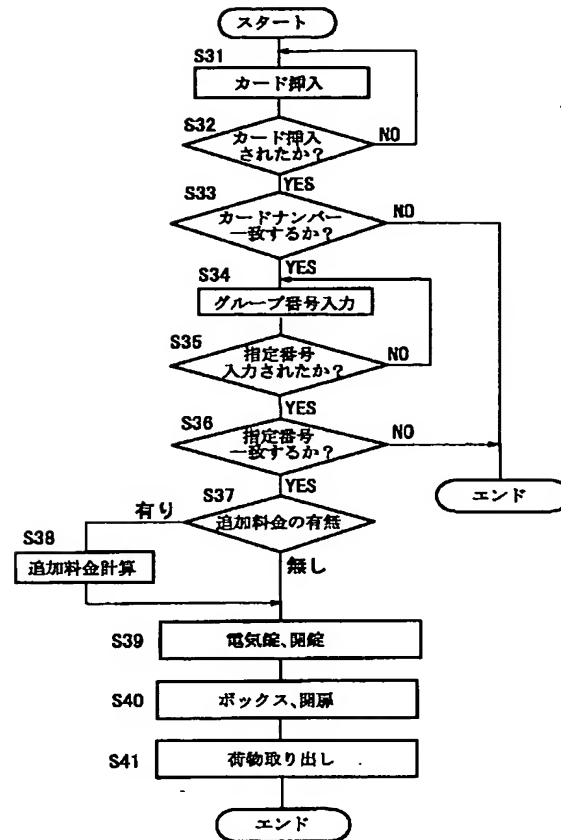 スタート
S31
カード挿入
S32
カード挿入
されたか？
NO
YES
S33
カードナンバー
一致するか？
NO
YES
S34
グループ番号入力
S35
指定番号
入力されたか？
NO
YES
S36
指定番号
一致するか？
NO
YES
エンド
S37
有り
追加料金の有無
S38
追加料金計算
無し
S39
電気錠、開錠
S40
ボックス、開扉
S41
荷物取り出し
エンド